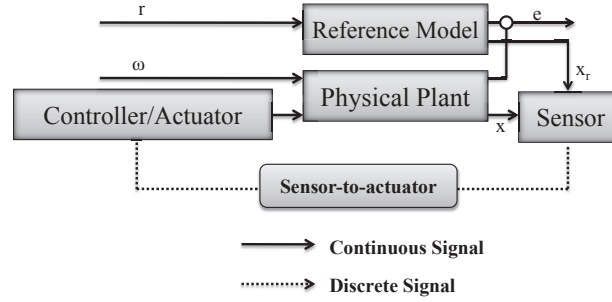 r
Reference Model
e
ω
Physical Plant
x_r
Controller/Actuator
x
Sensor
Sensor-to-actuator
Continuous Signal
Discrete Signal